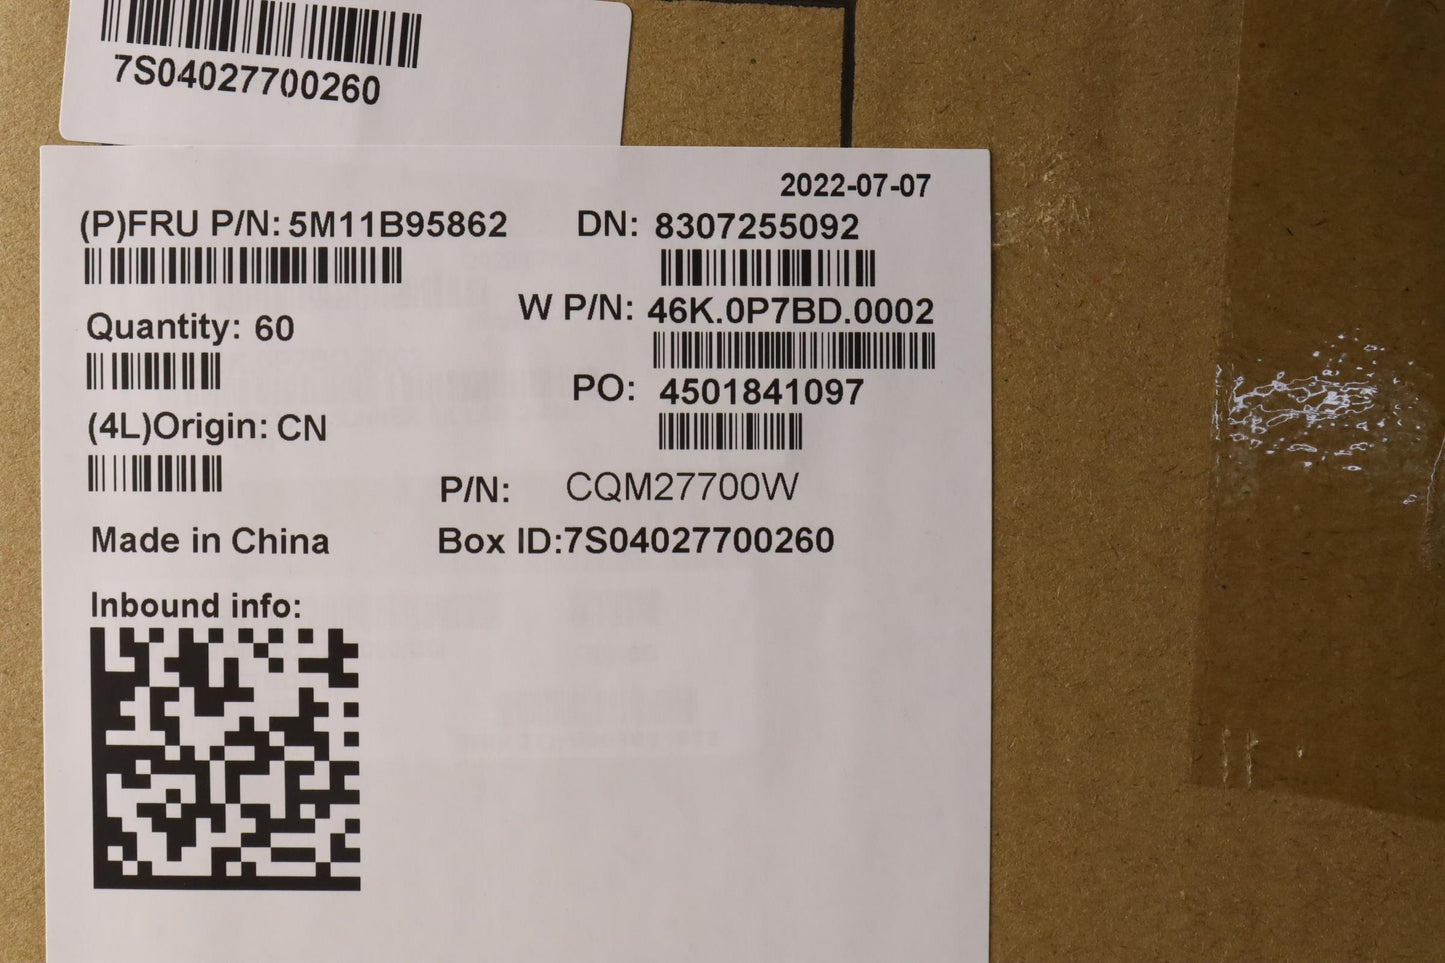 7S04027700260
2022-07-07
(P)FRU P/N: 5M11B95862 DN: 8307255092
W P/N: 46K.0P7BD.0002
Quantity: 60
PO: 4501841097
(4L)Origin: CN
P/N: CQM27700W
Made in China Box ID:7S04027700260
Inbound info: